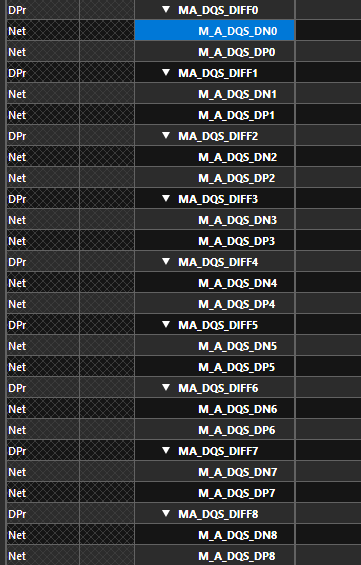 DPr ▼ MA_DQS_DIFF0
Net M_A_DQS_DN0
Net M_A_DQS_DP0
DPr ▼ MA_DQS_DIFF1
Net M_A_DQS_DN1
Net M_A_DQS_DP1
DPr ▼ MA_DQS_DIFF2
Net M_A_DQS_DN2
Net M_A_DQS_DP2
DPr ▼ MA_DQS_DIFF3
Net M_A_DQS_DN3
Net M_A_DQS_DP3
DPr ▼ MA_DQS_DIFF4
Net M_A_DQS_DN4
Net M_A_DQS_DP4
DPr ▼ MA_DQS_DIFF5
Net M_A_DQS_DN5
Net M_A_DQS_DP5
DPr ▼ MA_DQS_DIFF6
Net M_A_DQS_DN6
Net M_A_DQS_DP6
DPr ▼ MA_DQS_DIFF7
Net M_A_DQS_DN7
Net M_A_DQS_DP7
DPr ▼ MA_DQS_DIFF8
Net M_A_DQS_DN8
Net M_A_DQS_DP8